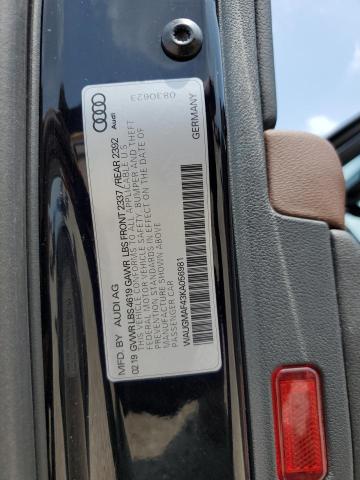 Audi
0830623
MFD. BY AUDI AG GERMANY
02.19 GVWR LBS 4619 GAWR LBS FRONT 2337 /REAR 2392
THIS VEHICLE CONFORMS TO ALL APPLICABLE U.S.
FEDERAL MOTOR VEHICLE SAFETY, BUMPER AND THEFT
PREVENTION STANDARDS IN EFFECT ON THE DATE OF
MANUFACTURE SHOWN ABOVE.
PASSENGER CAR
WAUGMAF43KA056981